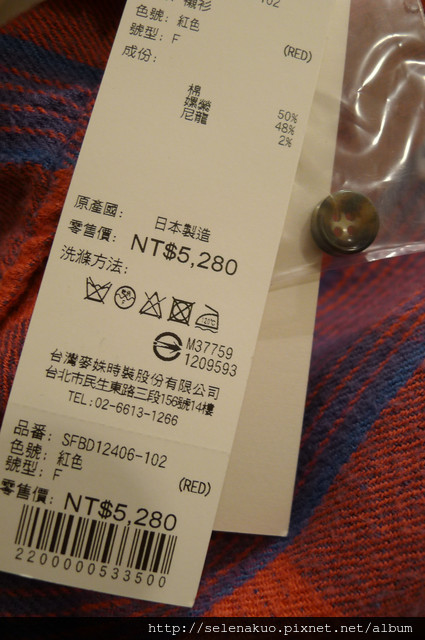 襯衫
-102
色號: 紅色
號型: F
(RED)
成份:
棉 50%
嫘縈 48%
尼龍 2%
原產國: 日本製造
零售價: NT$5,280
洗滌方法:
M37759
1209593
台灣麥姝時裝股份有限公司
台北市民生東路三段156號14樓
TEL:02-6613-1266
品番: SFBD12406-102
色號: 紅色
號型: F
(RED)
零售價: NT$5,280
2200000533500
http://selenakuo.pixnet.net/album